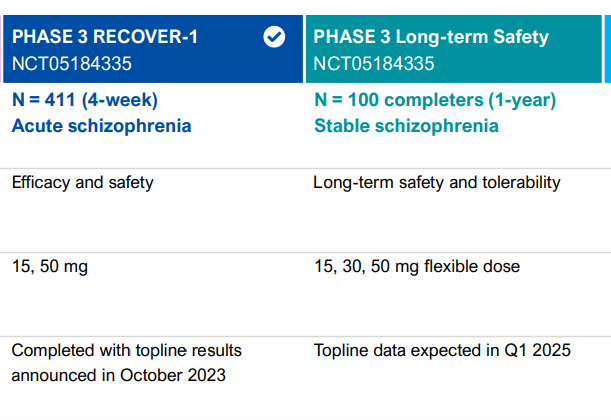 PHASE 3 RECOVER-1
NCT05184335
N = 411 (4-week)
Acute schizophrenia
Efficacy and safety
15, 50 mg
Completed with topline results
announced in October 2023
PHASE 3 Long-term Safety
NCT05184335
N = 100 completers (1-year)
Stable schizophrenia
Long-term safety and tolerability
15, 30, 50 mg flexible dose
Topline data expected in Q1 2025